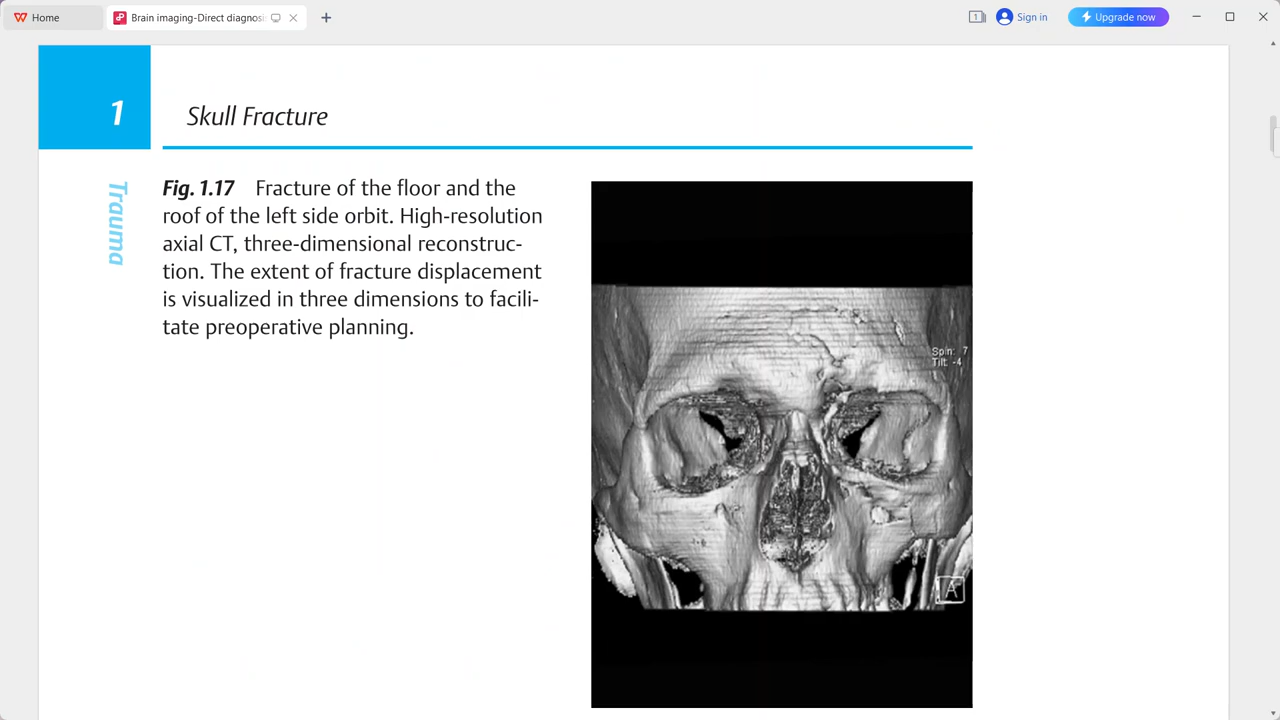 Home
Brain imaging-Direct diagnosi
1
Sign in
Upgrade now
1
Skull Fracture
Trauma
Fig. 1.17 Fracture of the floor and the
roof of the left side orbit. High-resolution
axial CT, three-dimensional reconstruc-
tion. The extent of fracture displacement
is visualized in three dimensions to facili-
tate preoperative planning.
Spin: 7
Tilt: -4
A